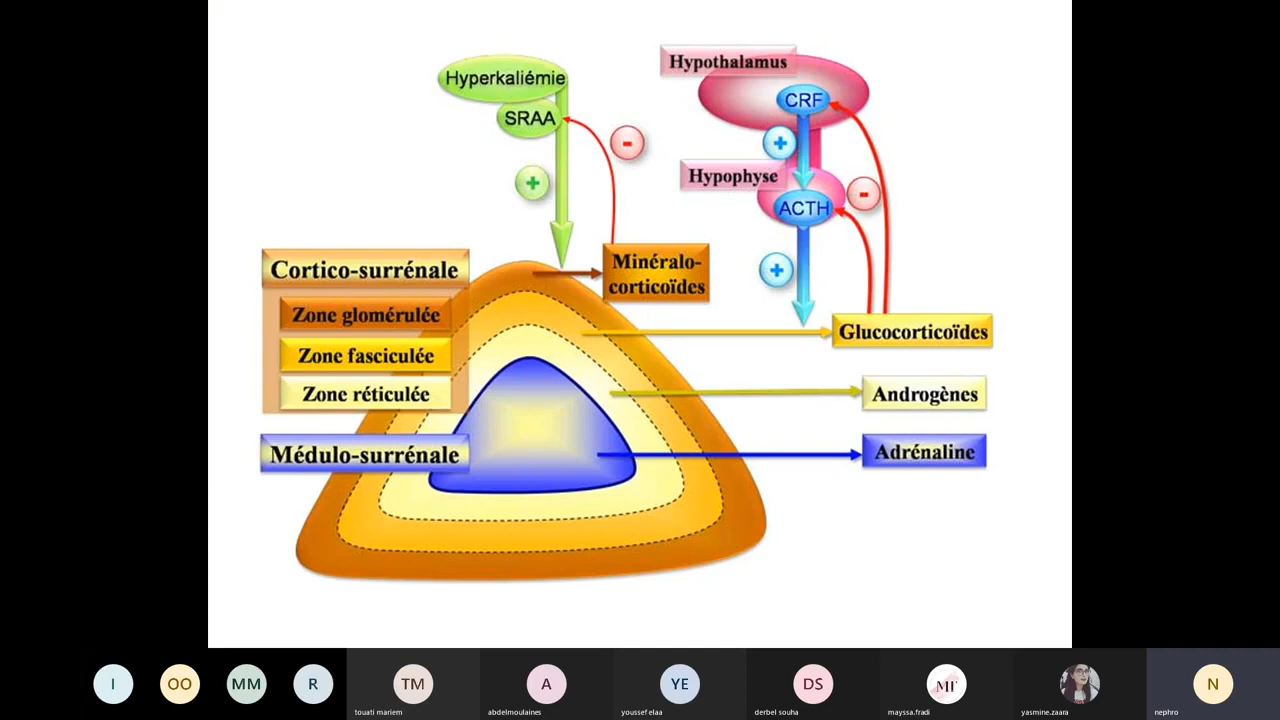 Hypothalamus
Hyperkaliémie
CRF
SRAA
-
+
+
Hypophyse
-
ACTH
+
Cortico-surrénale
Minéralo-
corticoïdes
Zone glomérulée
Glucocorticoïdes
Zone fasciculée
Zone réticulée
Androgènes
Médulo-surrénale
Adrénaline
I
OO
MM
R
TM
A
YE
DS
MF
N
touati mariem
abdelmoulaines
youssef elaa
derbel souha
mayssa.fradi
yasmine.zaara
nephro